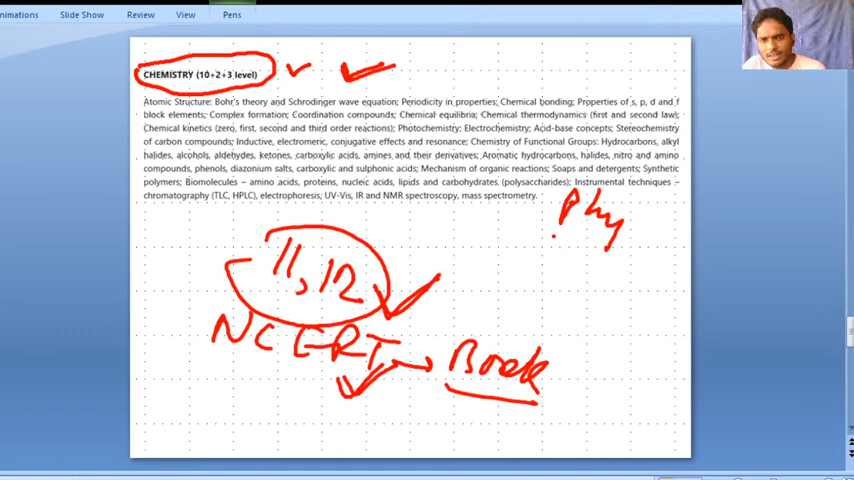 nimations Slide Show Review View Pens
CHEMISTRY (10+2+3 level)
Atomic Structure: Bohr's theory and Schrodinger wave equation; Periodicity in properties; Chemical bonding; Properties of s, p, d and f
block elements; Complex formation; Coordination compounds; Chemical equilibria; Chemical thermodynamics (first and second law);
Chemical kinetics (zero, first, second and third order reactions); Photochemistry; Electrochemistry; Acid-base concepts; Stereochemistry
of carbon compounds; Inductive, electromeric, conjugative effects and resonance; Chemistry of Functional Groups: Hydrocarbons, alkyl
halides, alcohols, aldehydes, ketones, carboxylic acids, amines and their derivatives; Aromatic hydrocarbons, halides, nitro and amino
compounds, phenols, diazonium salts, carboxylic and sulphonic acids; Mechanism of organic reactions; Soaps and detergents; Synthetic
polymers; Biomolecules – amino acids, proteins, nucleic acids, lipids and carbohydrates (polysaccharides); Instrumental techniques –
chromatography (TLC, HPLC), electrophoresis; UV-Vis, IR and NMR spectroscopy, mass spectrometry.
Phy
11, 12
NCERT → Book